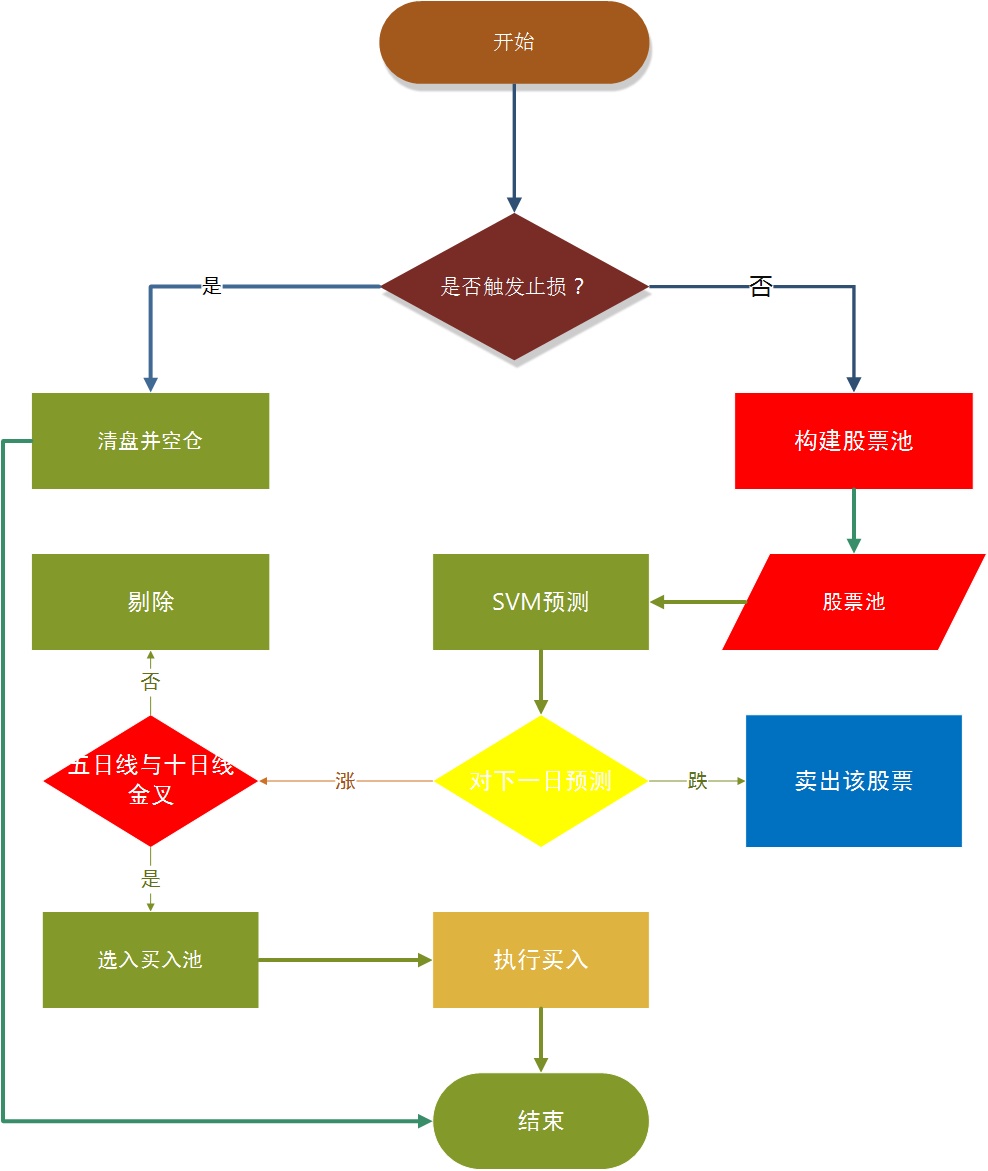 开始
是否触发止损？
是
否
清盘并空仓
构建股票池
剔除
SVM预测
股票池
否
五日线与十日线
金叉
涨
对下一日预测
跌
卖出该股票
是
选入买入池
执行买入
结束